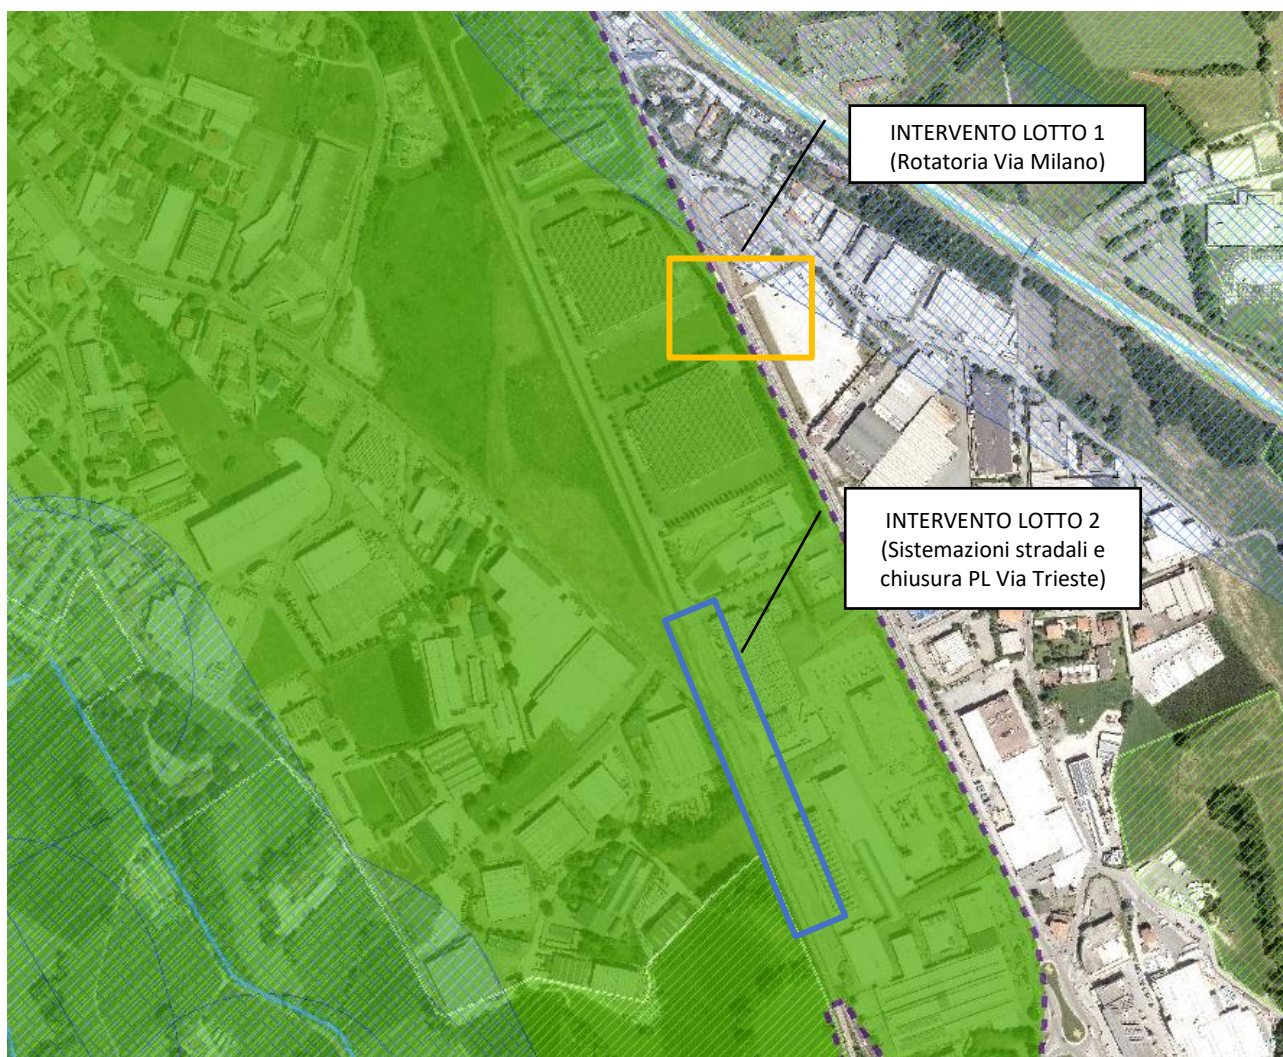 INTERVENTO LOTTO 1
(Rotatoria Via Milano)
INTERVENTO LOTTO 2
(Sistemazioni stradali e
chiusura PL Via Trieste)